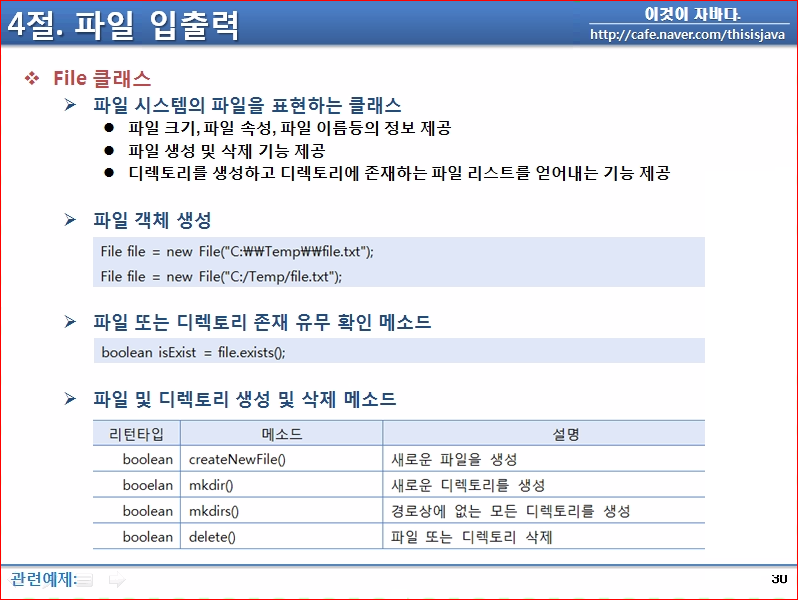 4절. 파일 입출력
이것이 자바다.
http://cafe.naver.com/thisisjava
File 클래스
파일 시스템의 파일을 표현하는 클래스
파일 크기, 파일 속성, 파일 이름등의 정보 제공
파일 생성 및 삭제 기능 제공
디렉토리를 생성하고 디렉토리에 존재하는 파일 리스트를 얻어내는 기능 제공
파일 객체 생성
File file = new File("C:₩₩Temp₩₩file.txt");
File file = new File("C:/Temp/file.txt");
파일 또는 디렉토리 존재 유무 확인 메소드
boolean isExist = file.exists();
파일 및 디렉토리 생성 및 삭제 메소드
리턴타입 메소드 설명
boolean createNewFile() 새로운 파일을 생성
booelan mkdir() 새로운 디렉토리를 생성
boolean mkdirs() 경로상에 없는 모든 디렉토리를 생성
boolean delete() 파일 또는 디렉토리 삭제
관련예제:
30